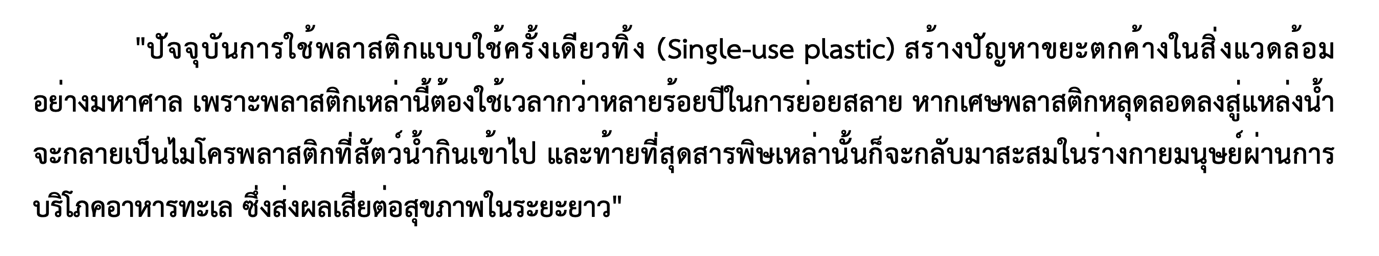 "ปัจจุบันการใช้พลาสติกแบบใช้ครั้งเดียวทิ้ง (Single-use plastic) สร้างปัญหาขยะตกค้างในสิ่งแวดล้อม
อย่างมหาศาล เพราะพลาสติกเหล่านี้ต้องใช้เวลากว่าหลายร้อยปีในการย่อยสลาย หากเศษพลาสติกหลุดลอดลงสู่แหล่งน้ำ
จะกลายเป็นไมโครพลาสติกที่สัตว์น้ำกินเข้าไป และท้ายที่สุดสารพิษเหล่านั้นก็จะกลับมาสะสมในร่างกายมนุษย์ผ่านการ
บริโภคอาหารทะเล ซึ่งส่งผลเสียต่อสุขภาพในระยะยาว"